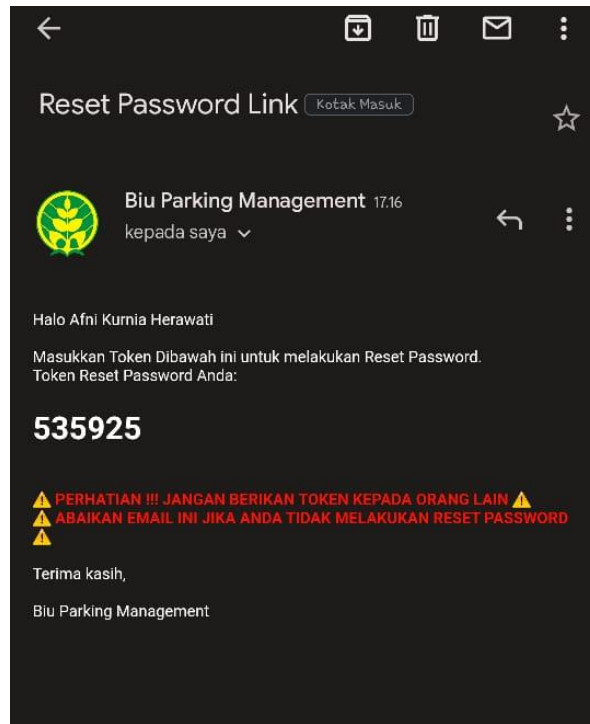 Reset Password Link Kotak Masuk
Biu Parking Management 17.16
kepada saya
Halo Afni Kurnia Herawati
Masukkan Token Dibawah ini untuk melakukan Reset Password.
Token Reset Password Anda:
535925
⚠️ PERHATIAN !!! JANGAN BERIKAN TOKEN KEPADA ORANG LAIN ⚠️
⚠️ ABAIKAN EMAIL INI JIKA ANDA TIDAK MELAKUKAN RESET PASSWORD
⚠️
Terima kasih,
Biu Parking Management